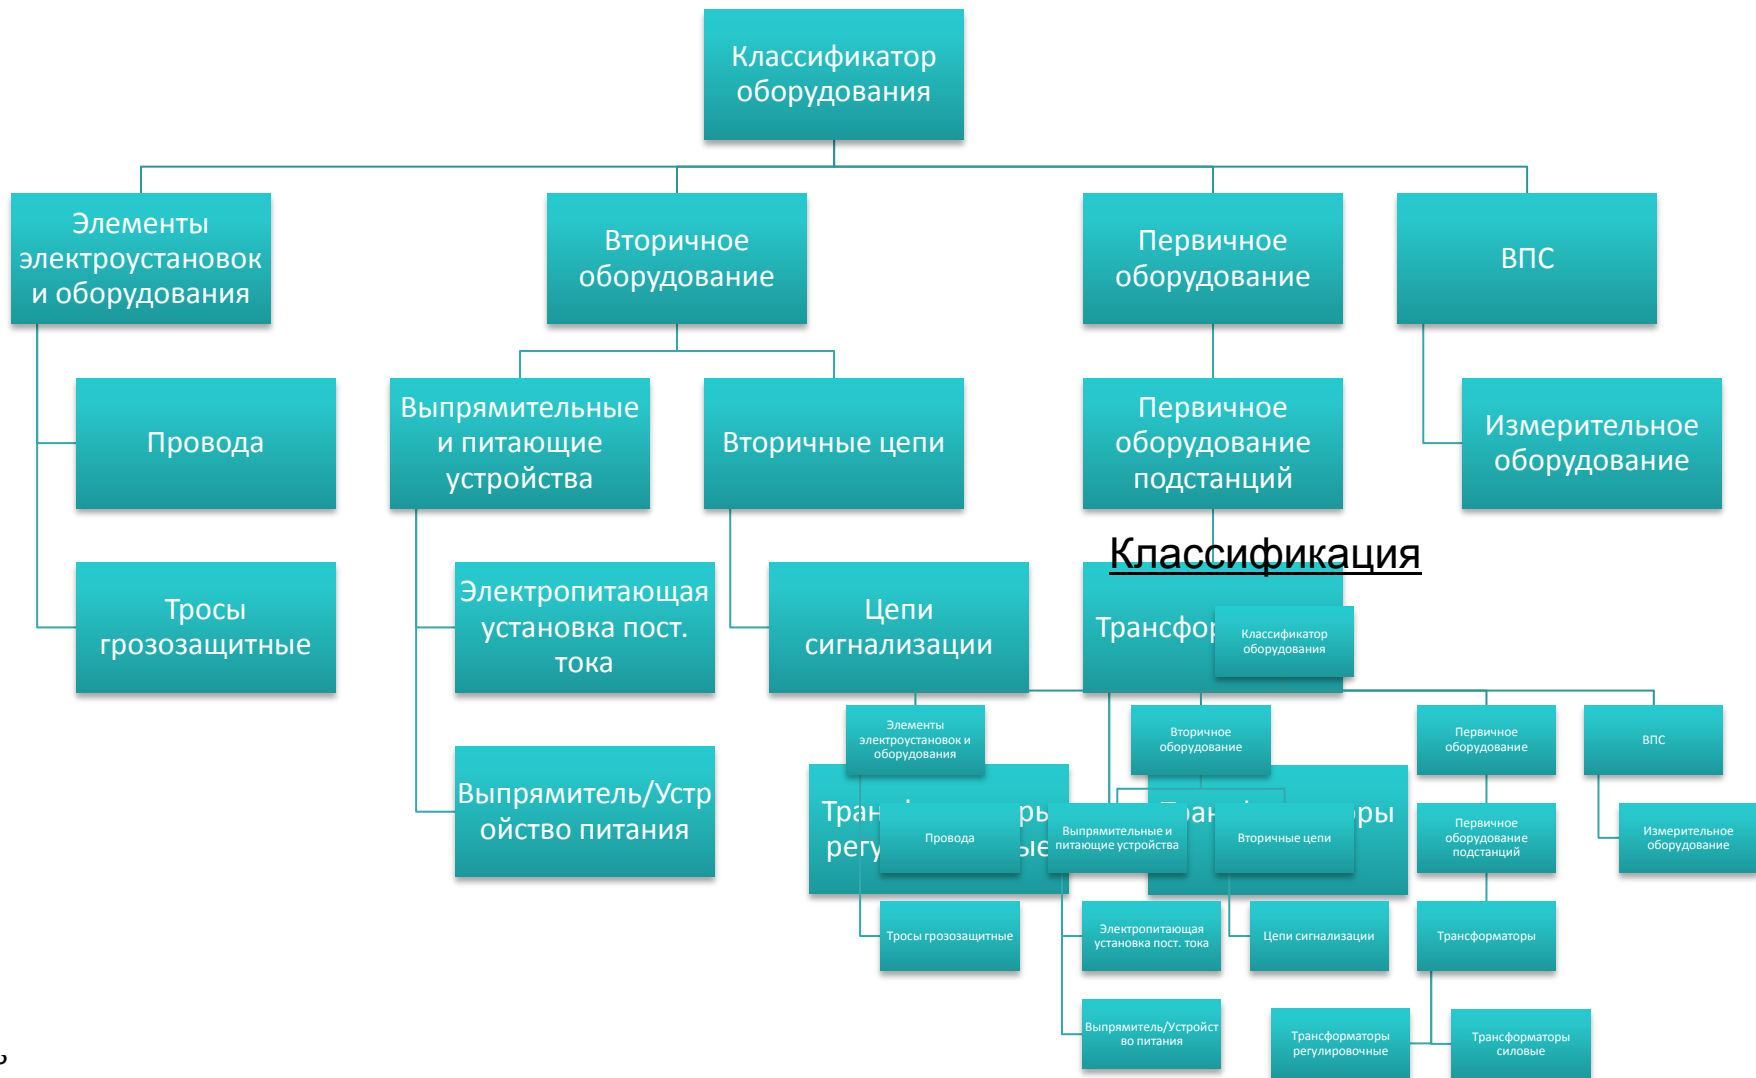 Классификатор
оборудования
Элементы
электроустановок
и оборудования
Вторичное
оборудование
Первичное
оборудование
ВПС
Провода
Выпрямительные
и питающие
устройства
Вторичные цепи
Первичное
оборудование
подстанций
Измерительное
оборудование
Классификация
Тросы
грозозащитные
Электропитающая
установка пост.
тока
Цепи
сигнализации
Выпрямитель/Устр
ойство питания
Классификатор
оборудования
Элементы
электроустановок и
оборудования
Вторичное
оборудование
Первичное
оборудование
ВПС
Провода
Выпрямительные и
питающие устройства
Вторичные цепи
Первичное
оборудование
подстанций
Измерительное
оборудование
Тросы грозозащитные
Электропитающая
установка пост. тока
Цепи сигнализации
Трансформаторы
Выпрямитель/Устройст
во питания
Трансформаторы
регулировочные
Трансформаторы
силовые